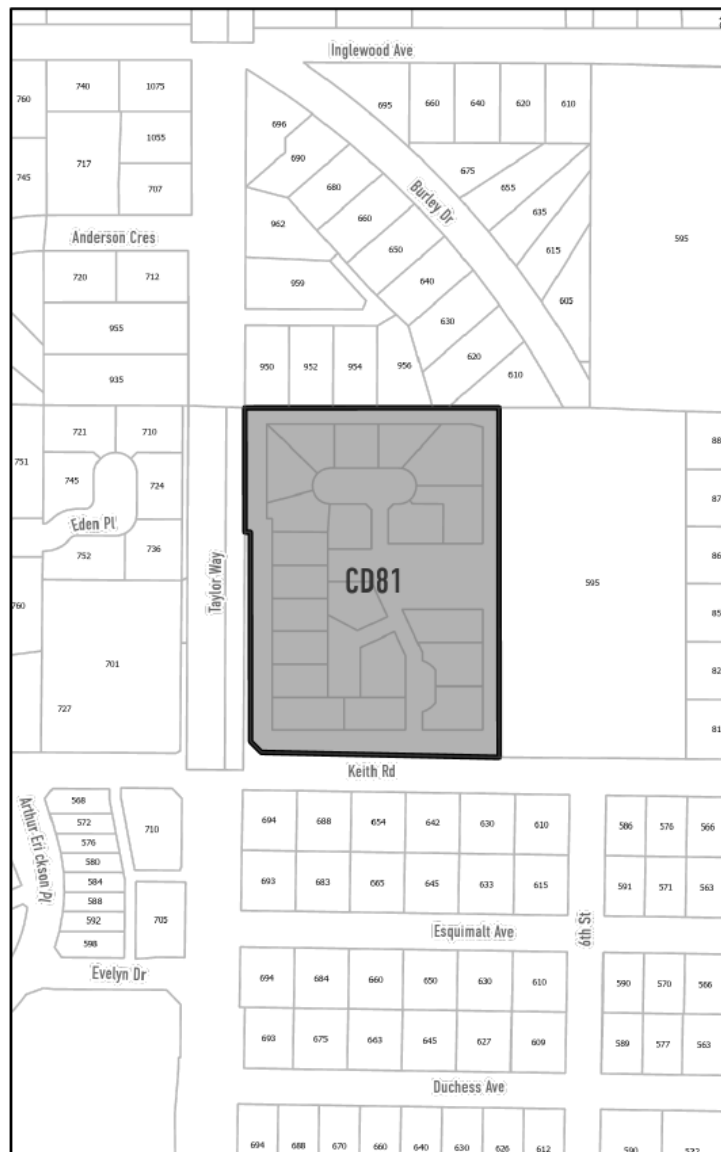 Inglewood Ave
760 740 1075 695 660 640 620 610
696
717 1055
690 675
745 707 680 655
Burley Dr
660 635
Anderson Cres 962 650 615 595
720 712 959 640 605
955 630
935 950 952 954 956 620 610
721 710
751 745 724
Eden Pl
752 736
760
Taylor Way
CD81
595
701
727
Keith Rd
568
572
576
580
584
588
592
598
Arthur Eri ckson Pl
710
705
Evelyn Dr
694 688 654 642 630 610 586 576 566
693 683 665 645 633 615 591 571 563
Esquimalt Ave
6th St
694 684 660 650 630 610 590 570 566
693 675 663 645 627 609 589 577 563
Duchess Ave
694 688 670 660 640 630 626 612 590